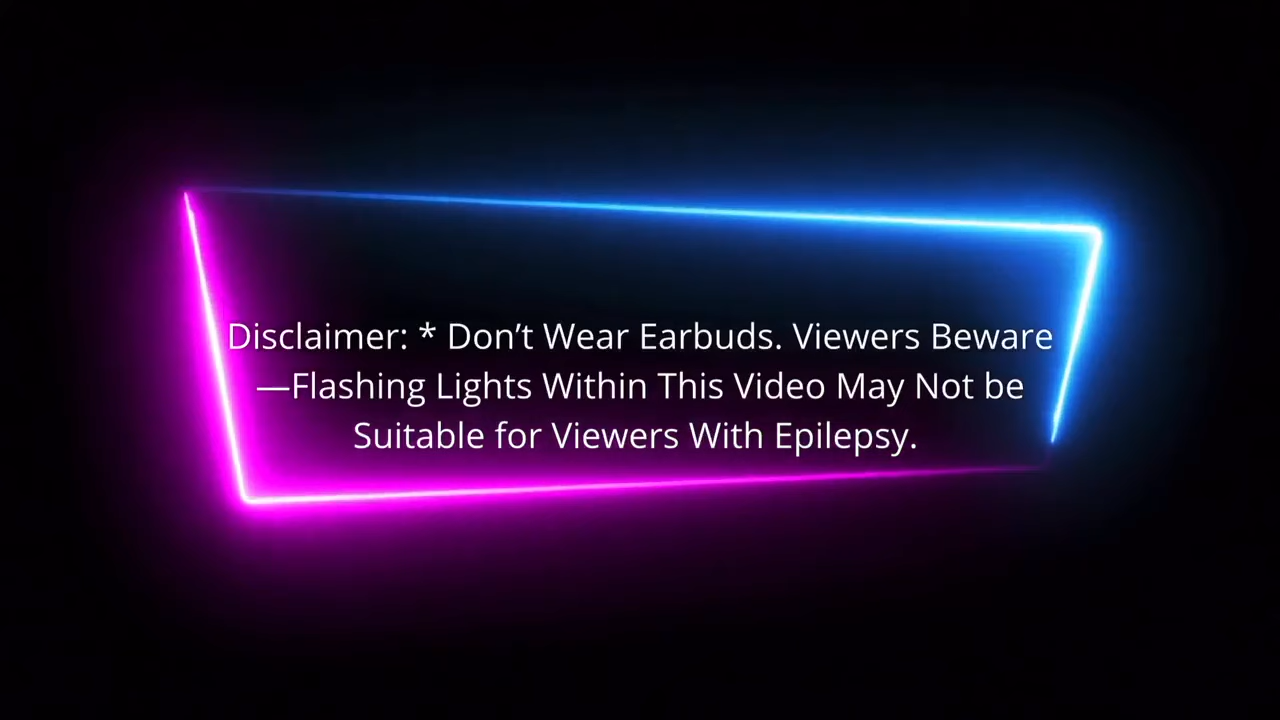 Disclaimer: * Don’t Wear Earbuds. Viewers Beware
—Flashing Lights Within This Video May Not be
Suitable for Viewers With Epilepsy.